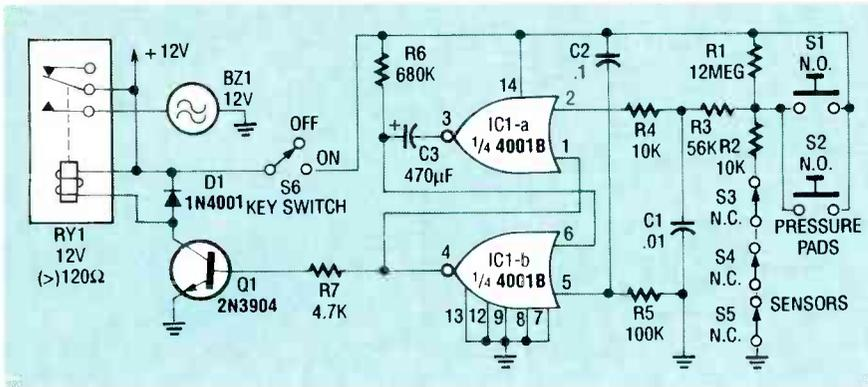 + 12V
BZ1
12V
OFF
ON
S6
KEY SWITCH
D1
1N4001
RY1
12V
(>)120Ω
Q1
2N3904
R7
4.7K
R6
680K
+
C3
470µF
14
3
2
1
IC1-a
1/4 4001B
4
6
5
IC1-b
1/4 4001B
13
12
9
8
7
C2
.1
R4
10K
R3
56K
R2
10K
R1
12MEG
C1
.01
R5
100K
S1
N.O.
S2
N.O.
PRESSURE
PADS
S3
N.C.
S4
N.C.
S5
N.C.
SENSORS